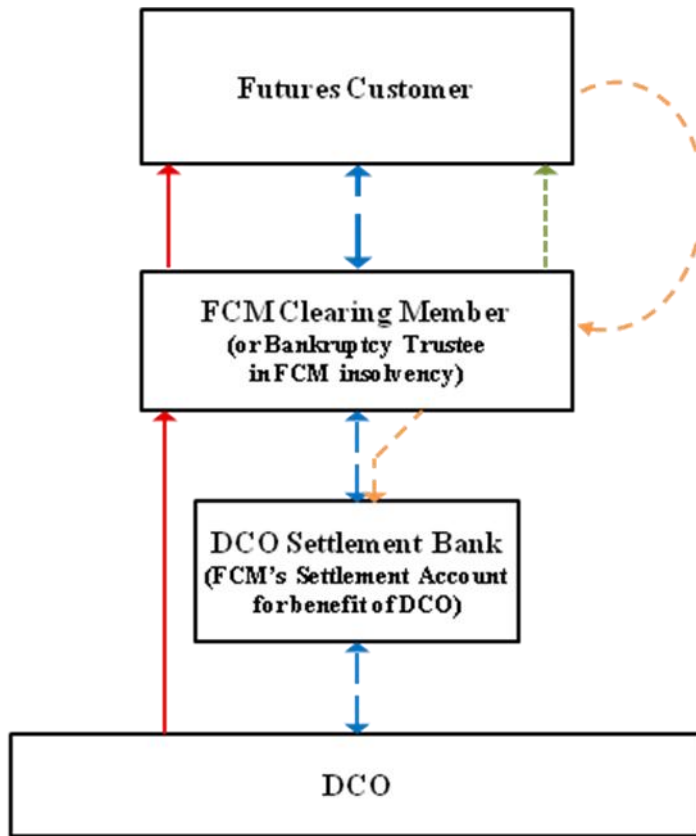 Futures Customer
FCM Clearing Member
(or Bankruptcy Trustee
in FCM insolvency)
DCO Settlement Bank
(FCM's Settlement Account
for benefit of DCO)
DCO